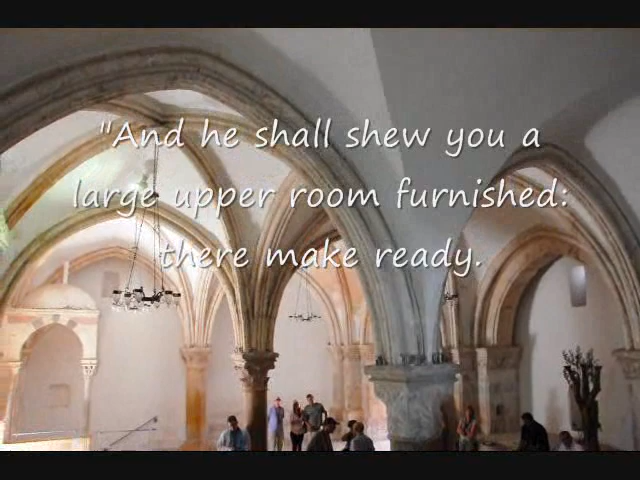 "And he shall shew you a
large upper room furnished:
there make ready.